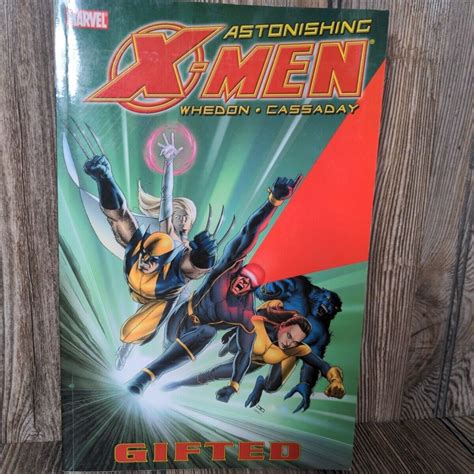 MARVEL
ASTONISHING
X-MEN
WHEDON • CASSADAY
GIFTED